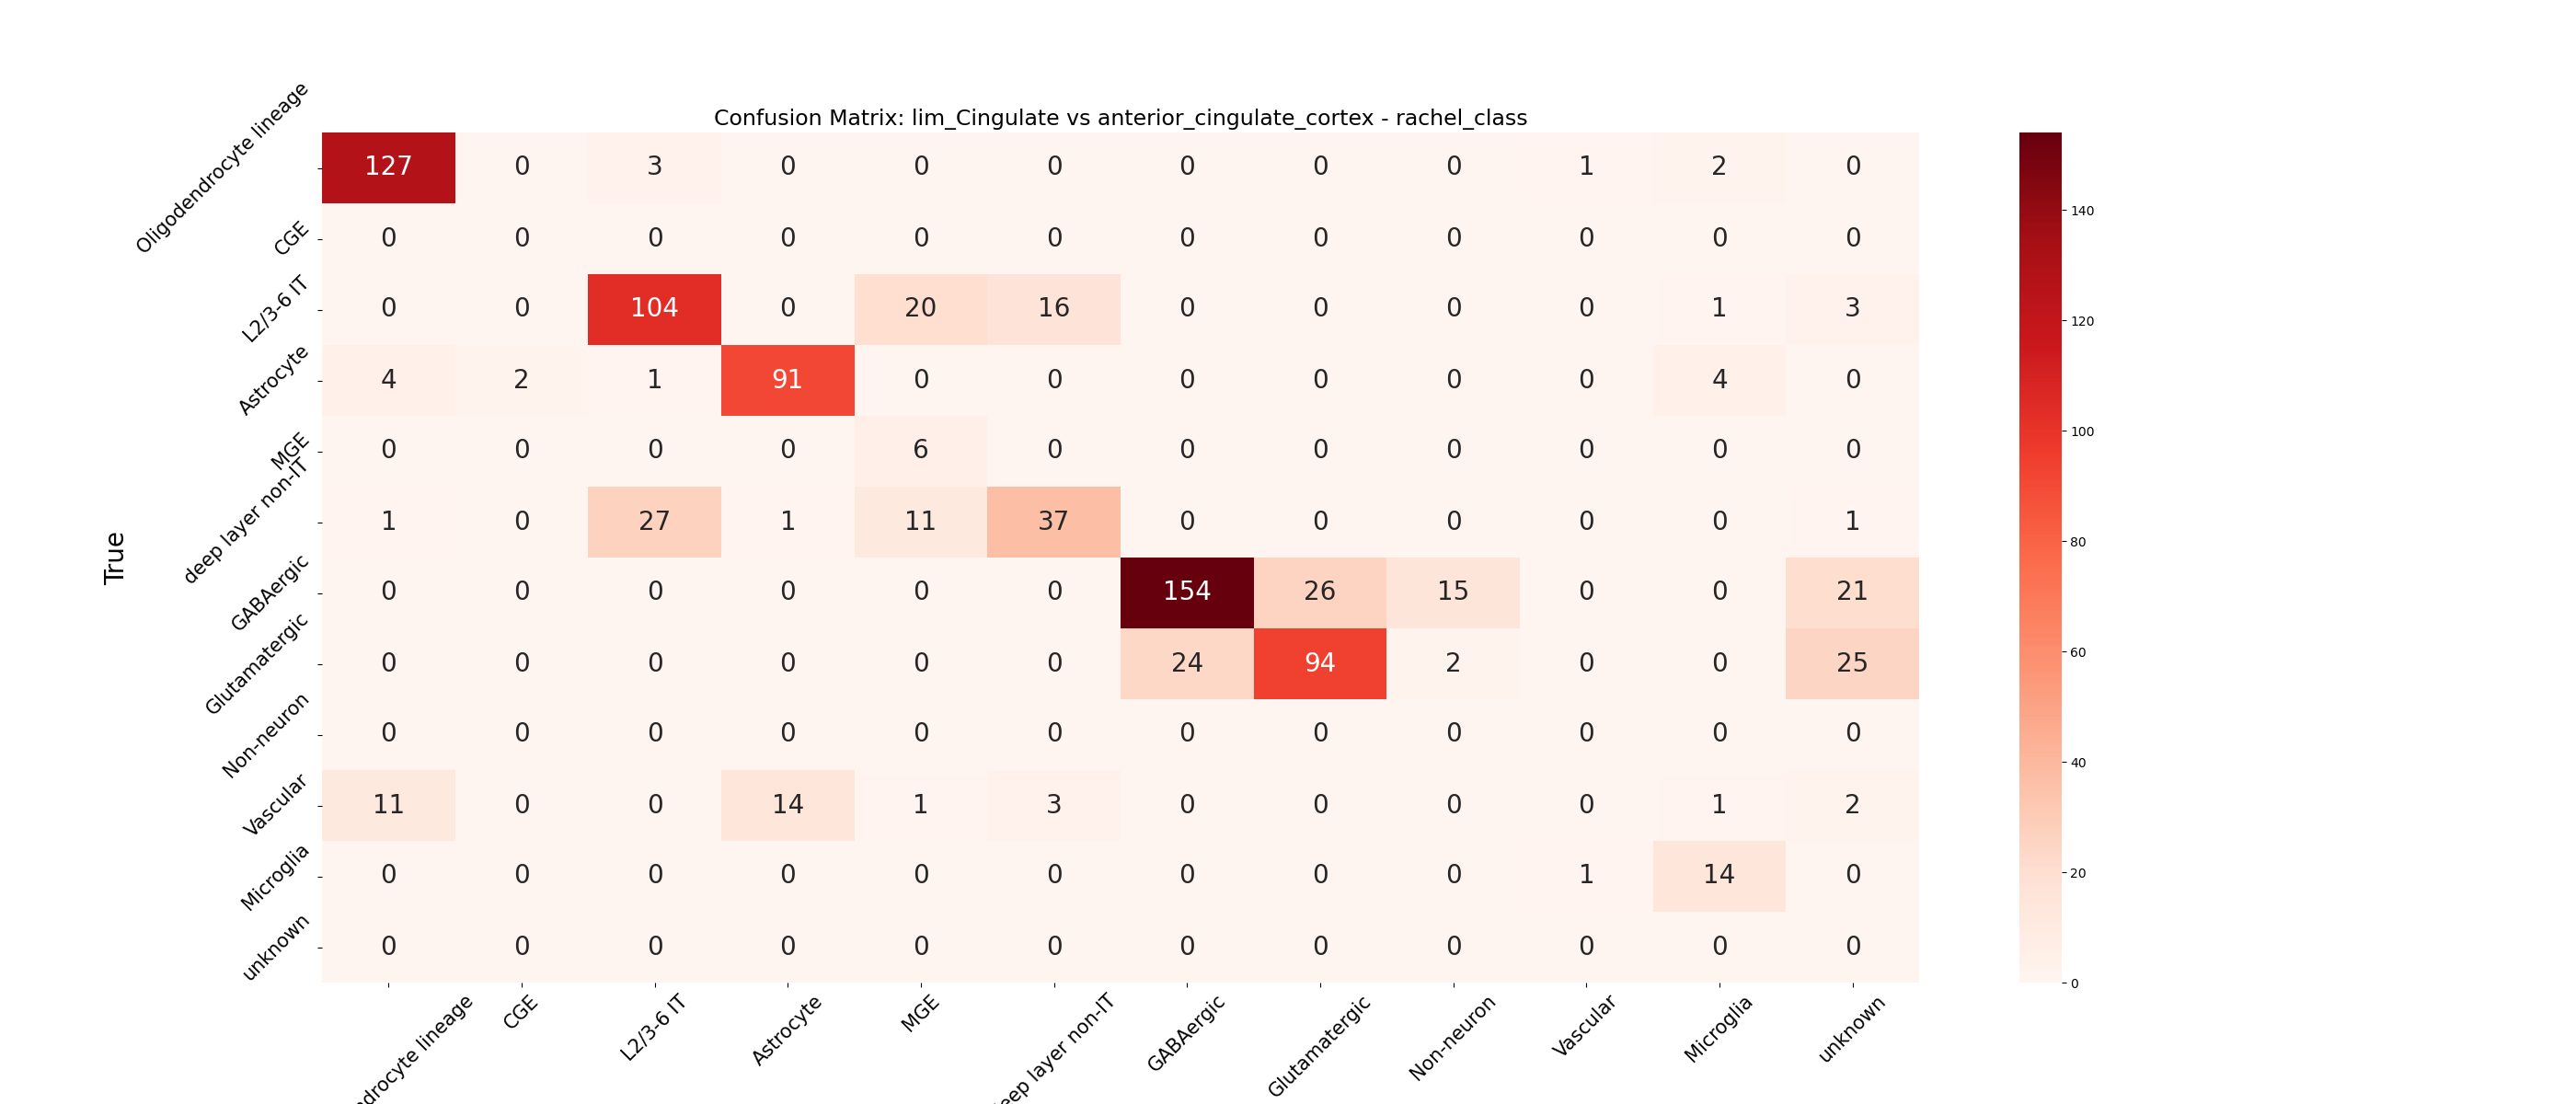 Confusion Matrix: lim_Cingulate vs anterior_cingulate_cortex - rachel_class
True
Oligodendrocyte lineage 127 0 3 0 0 0 0 0 0 1 2 0
CGE 0 0 0 0 0 0 0 0 0 0 0 0
L2/3-6 IT 0 0 104 0 20 16 0 0 0 0 1 3
Astrocyte 4 2 1 91 0 0 0 0 0 0 4 0
MGE 0 0 0 0 6 0 0 0 0 0 0 0
deep layer non-IT 1 0 27 1 11 37 0 0 0 0 0 1
GABAergic 0 0 0 0 0 0 154 26 15 0 0 21
Glutamatergic 0 0 0 0 0 0 24 94 2 0 0 25
Non-neuron 0 0 0 0 0 0 0 0 0 0 0 0
Vascular 11 0 0 14 1 3 0 0 0 0 1 2
Microglia 0 0 0 0 0 0 0 0 0 1 14 0
unknown 0 0 0 0 0 0 0 0 0 0 0 0
ndrocyte lineage CGE L2/3-6 IT Astrocyte MGE eep layer non-IT GABAergic Glutamatergic Non-neuron Vascular Microglia unknown
140
120
100
80
60
40
20
0